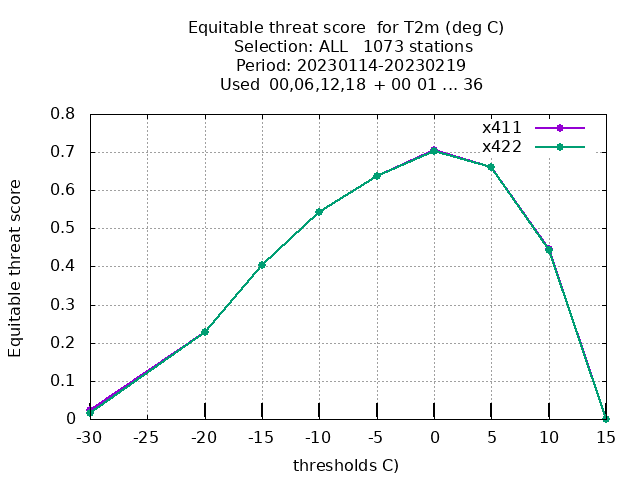 Equitable threat score  for T2m (deg C)
Selection: ALL   1073 stations
Period: 20230114-20230219
Used  00,06,12,18  + 00 01 ... 36
x411
x422
Equitable threat score
0.8
0.7
0.6
0.5
0.4
0.3
0.2
0.1
0
-30 -25 -20 -15 -10 -5 0 5 10 15
thresholds C)